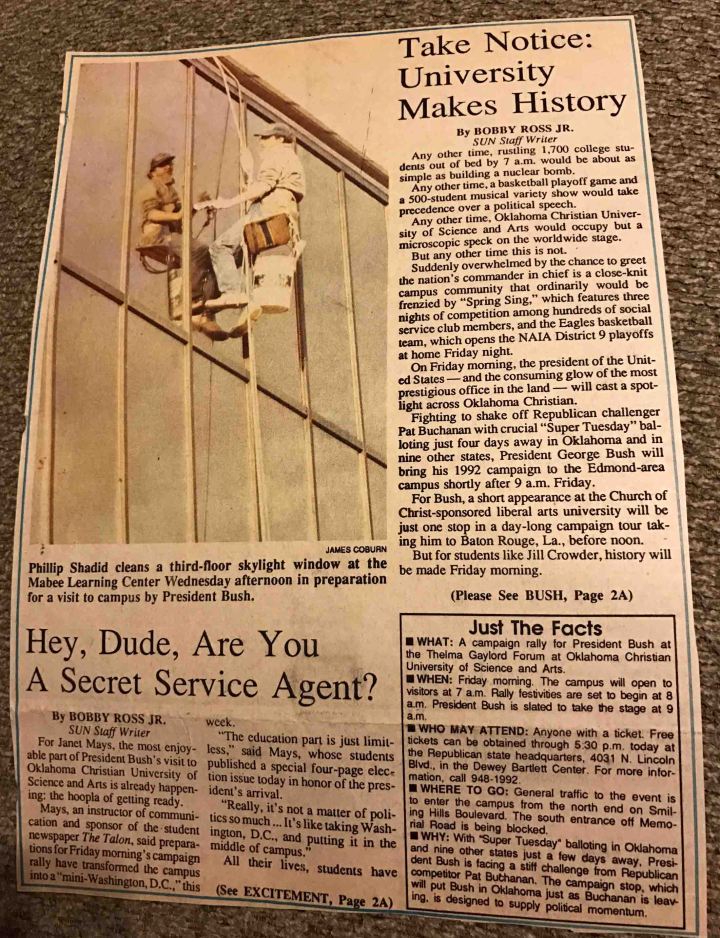 Take Notice:
University
Makes History
By BOBBY ROSS JR.
SUN Staff Writer
Any other time, rustling 1,700 college stu-
dents out of bed by 7 a.m. would be about as
simple as building a nuclear bomb.
Any other time, a basketball playoff game and
a 500-student musical variety show would take
precedence over a political speech.
Any other time, Oklahoma Christian Univer-
sity of Science and Arts would occupy but a
microscopic speck on the worldwide stage.
But any other time this is not.
Suddenly overwhelmed by the chance to greet
the nation's commander in chief is a close-knit
campus community that ordinarily would be
frenzied by "Spring Sing," which features three
nights of competition among hundreds of social
service club members, and the Eagles basketball
team, which opens the NAIA District 9 playoffs
at home Friday night.
On Friday morning, the president of the Unit-
ed States — and the consuming glow of the most
prestigious office in the land — will cast a spot-
light across Oklahoma Christian.
Fighting to shake off Republican challenger
Pat Buchanan with crucial "Super Tuesday" bal-
loting just four days away in Oklahoma and in
nine other states, President George Bush will
bring his 1992 campaign to the Edmond-area
campus shortly after 9 a.m. Friday.
For Bush, a short appearance at the Church of
Christ-sponsored liberal arts university will be
just one stop in a day-long campaign tour tak-
ing him to Baton Rouge, La., before noon.
But for students like Jill Crowder, history will
be made Friday morning.
(Please See BUSH, Page 2A)
JAMES COBURN
Phillip Shadid cleans a third-floor skylight window at the
Mabee Learning Center Wednesday afternoon in preparation
for a visit to campus by President Bush.
Hey, Dude, Are You
A Secret Service Agent?
By BOBBY ROSS JR.
SUN Staff Writer
For Janet Mays, the most enjoy-
able part of President Bush's visit to
Oklahoma Christian University of
Science and Arts is already happen-
ing: the hoopla of getting ready.
Mays, an instructor of communi-
cation and sponsor of the student
newspaper The Talon, said prepara-
tions for Friday morning's campaign
rally have transformed the campus
into a "mini-Washington, D.C.," this
week.
"The education part is just limit-
less," said Mays, whose students
published a special four-page elec-
tion issue today in honor of the pres-
ident's arrival.
"Really, it's not a matter of poli-
tics so much ... It's like taking Wash-
ington, D.C., and putting it in the
middle of campus."
All their lives, students have
(See EXCITEMENT, Page 2A)
Just The Facts
■ WHAT: A campaign rally for President Bush at
the Thelma Gaylord Forum at Oklahoma Christian
University of Science and Arts.
■ WHEN: Friday morning. The campus will open to
visitors at 7 a.m. Rally festivities are set to begin at 8
a.m. President Bush is slated to take the stage at 9
a.m.
■ WHO MAY ATTEND: Anyone with a ticket. Free
tickets can be obtained through 5:30 p.m. today at
the Republican state headquarters, 4031 N. Lincoln
Blvd., in the Dewey Bartlett Center. For more infor-
mation, call 948-1992.
■ WHERE TO GO: General traffic to the event is
to enter the campus from the north end on Smil-
ing Hills Boulevard. The south entrance off Memo-
rial Road is being blocked.
■ WHY: With "Super Tuesday" balloting in Oklahoma
and nine other states just a few days away, Presi-
dent Bush is facing a stiff challenge from Republican
competitor Pat Buchanan. The campaign stop, which
will put Bush in Oklahoma just as Buchanan is leav-
ing, is designed to supply political momentum.